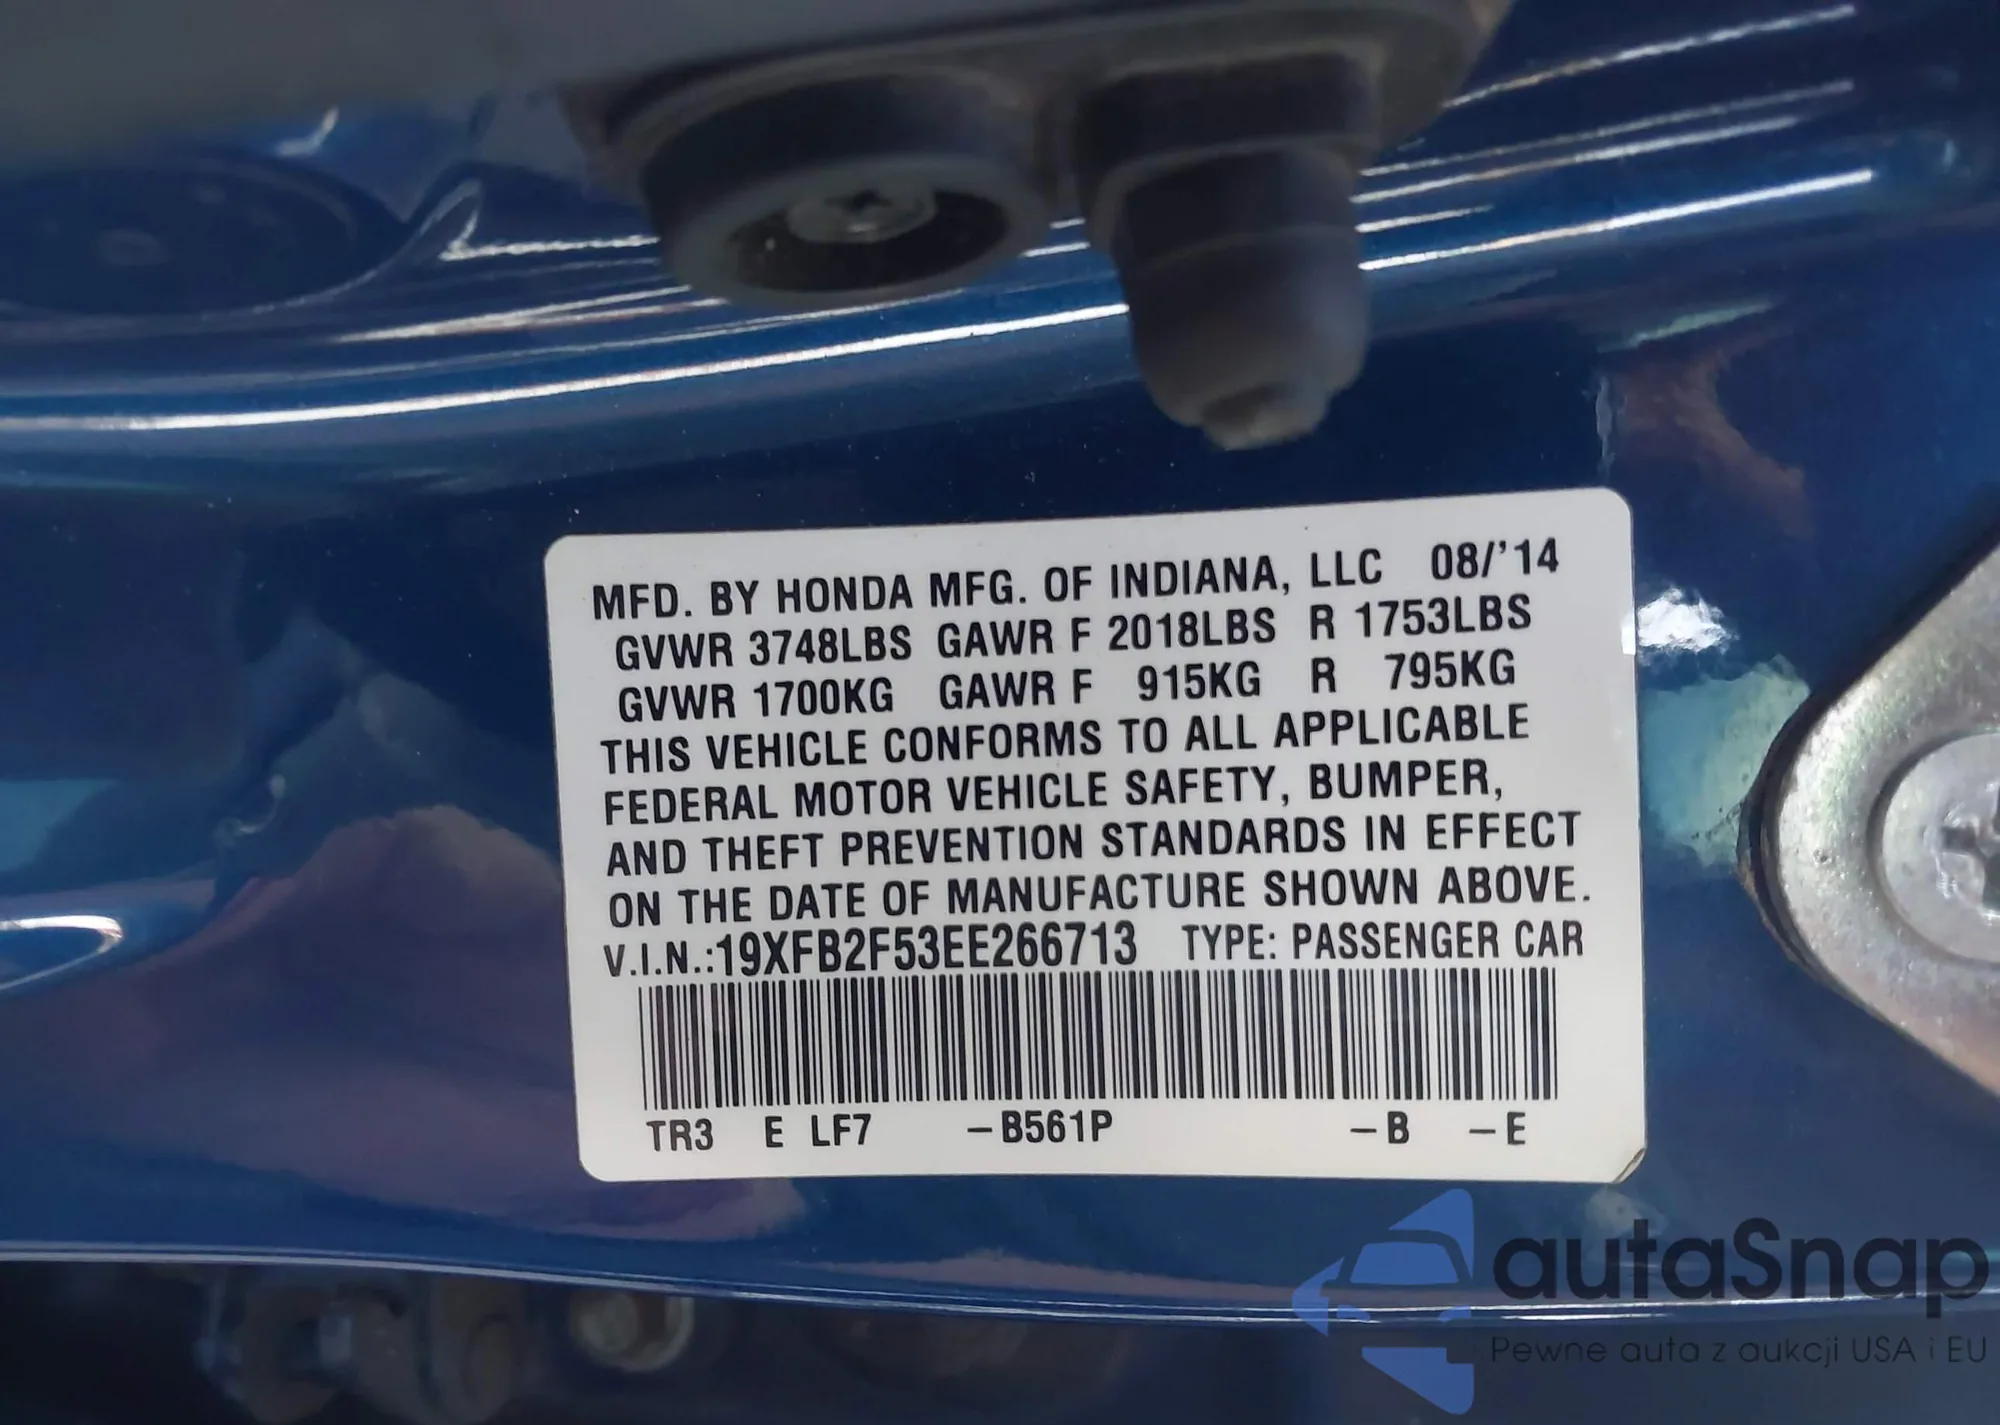 MFD. BY HONDA MFG. OF INDIANA, LLC 08/'14
GVWR 3748LBS GAWR F 2018LBS R 1753LBS
GVWR 1700KG GAWR F 915KG R 795KG
THIS VEHICLE CONFORMS TO ALL APPLICABLE
FEDERAL MOTOR VEHICLE SAFETY, BUMPER,
AND THEFT PREVENTION STANDARDS IN EFFECT
ON THE DATE OF MANUFACTURE SHOWN ABOVE.
V.I.N.:19XFB2F53EE266713 TYPE: PASSENGER CAR
TR3 E LF7 -B561P -B -E
autaSnap
Pewne auta z aukcji USA i EU